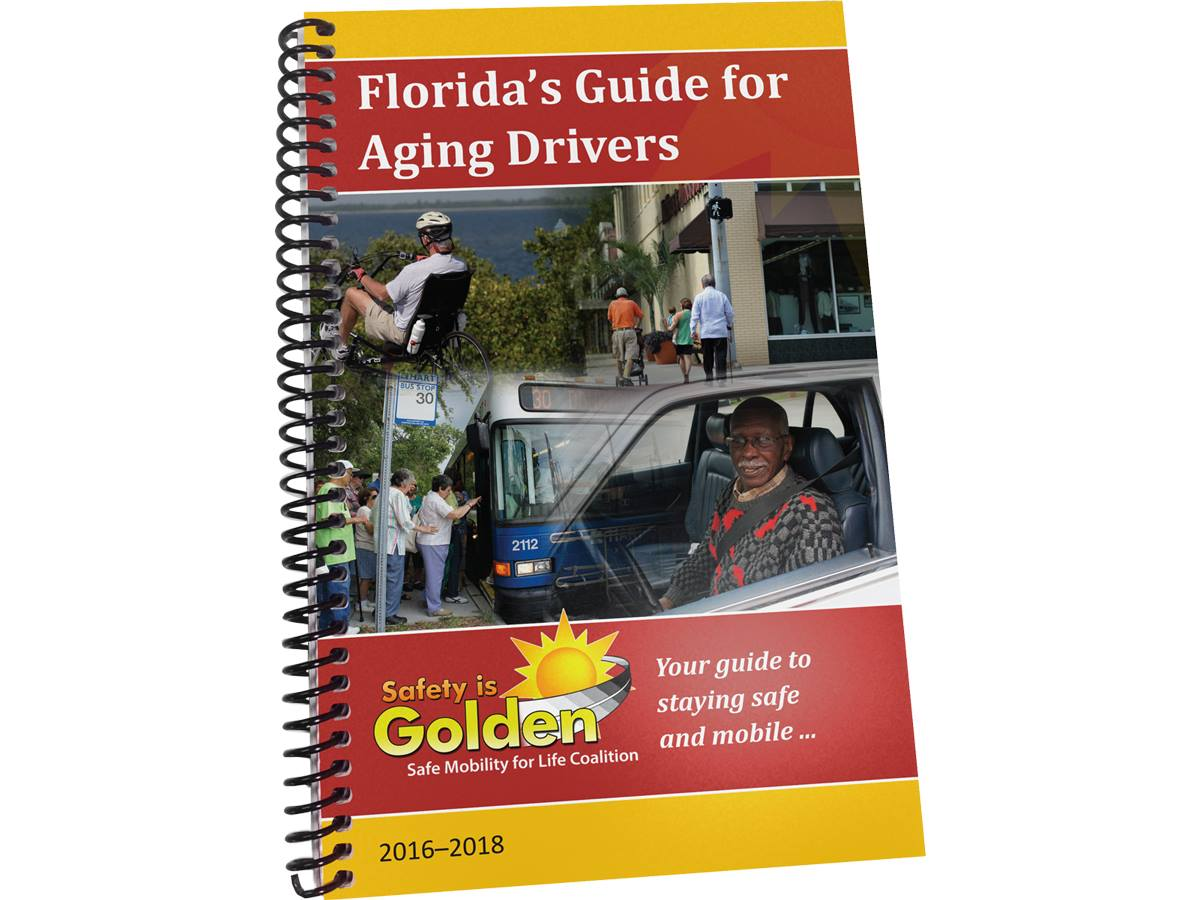 Florida's Guide for
Aging Drivers
HART
BUS STOP
30
30
2112
Safety is
Golden
Safe Mobility for Life Coalition
Your guide to
staying safe
and mobile ...
2016–2018